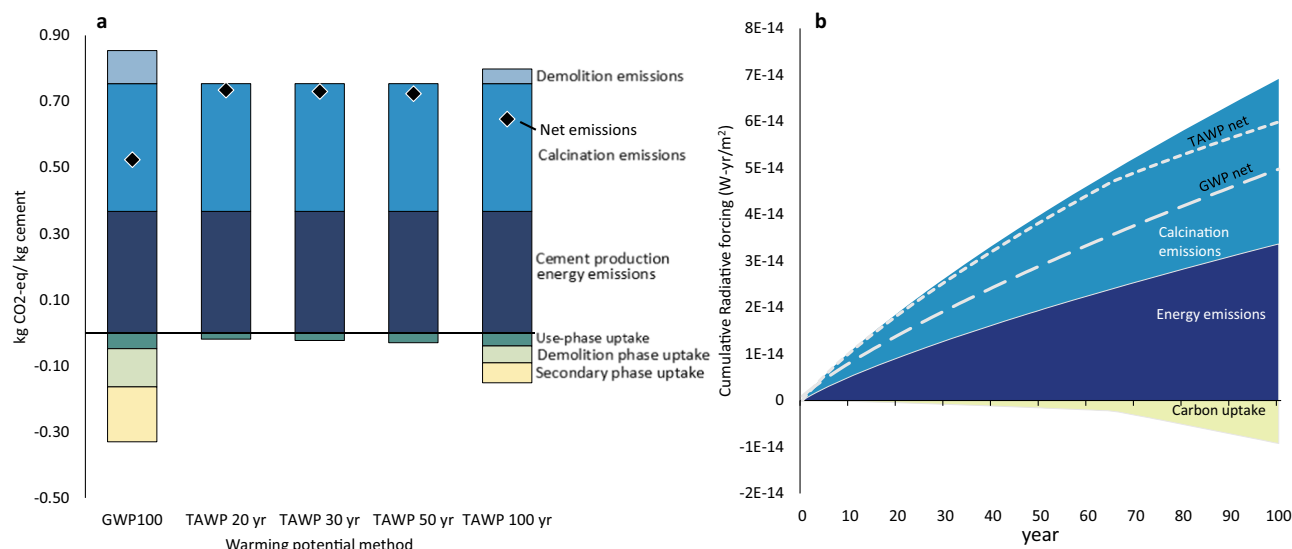 a
kg CO2-eq/ kg cement
0.90
0.70
0.50
0.30
0.10
-0.10
-0.30
-0.50
Demolition emissions
Net emissions
Calcination emissions
Cement production
energy emissions
Use-phase uptake
Demolition phase uptake
Secondary phase uptake
GWP100
TAWP 20 yr
TAWP 30 yr
TAWP 50 yr
TAWP 100 yr
Warming potential method
b
Cumulative Radiative forcing (W-yr/m²)
8E-14
7E-14
6E-14
5E-14
4E-14
3E-14
2E-14
1E-14
0
-1E-14
-2E-14
TAWP net
GWP net
Calcination
emissions
Energy emissions
Carbon uptake
0 10 20 30 40 50 60 70 80 90 100
year